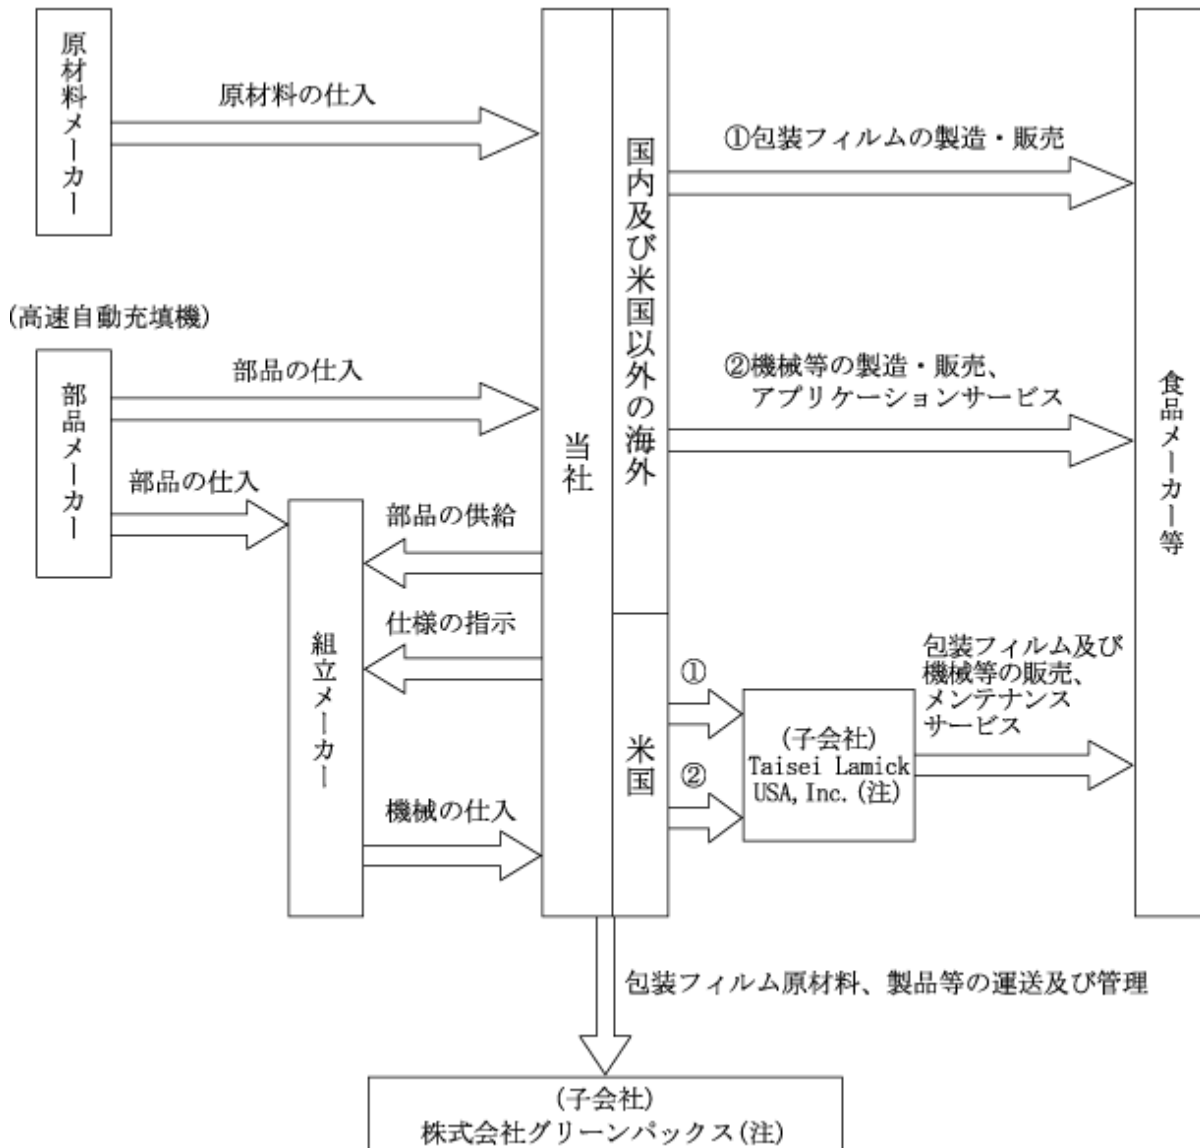 原材料メーカー
原材料の仕入
(高速自動充填機)
部品メーカー
部品の仕入
部品の仕入
組立メーカー
部品の供給
仕様の指示
機械の仕入
当社
国内及び米国以外の海外
米国
①包装フィルムの製造・販売
②機械等の製造・販売、
アプリケーションサービス
①
②
(子会社)
Taisei Lamick
USA,Inc.(注)
包装フィルム及び
機械等の販売、
メンテナンス
サービス
食品メーカー等
包装フィルム原材料、製品等の運送及び管理
(子会社)
株式会社グリーンパックス(注)